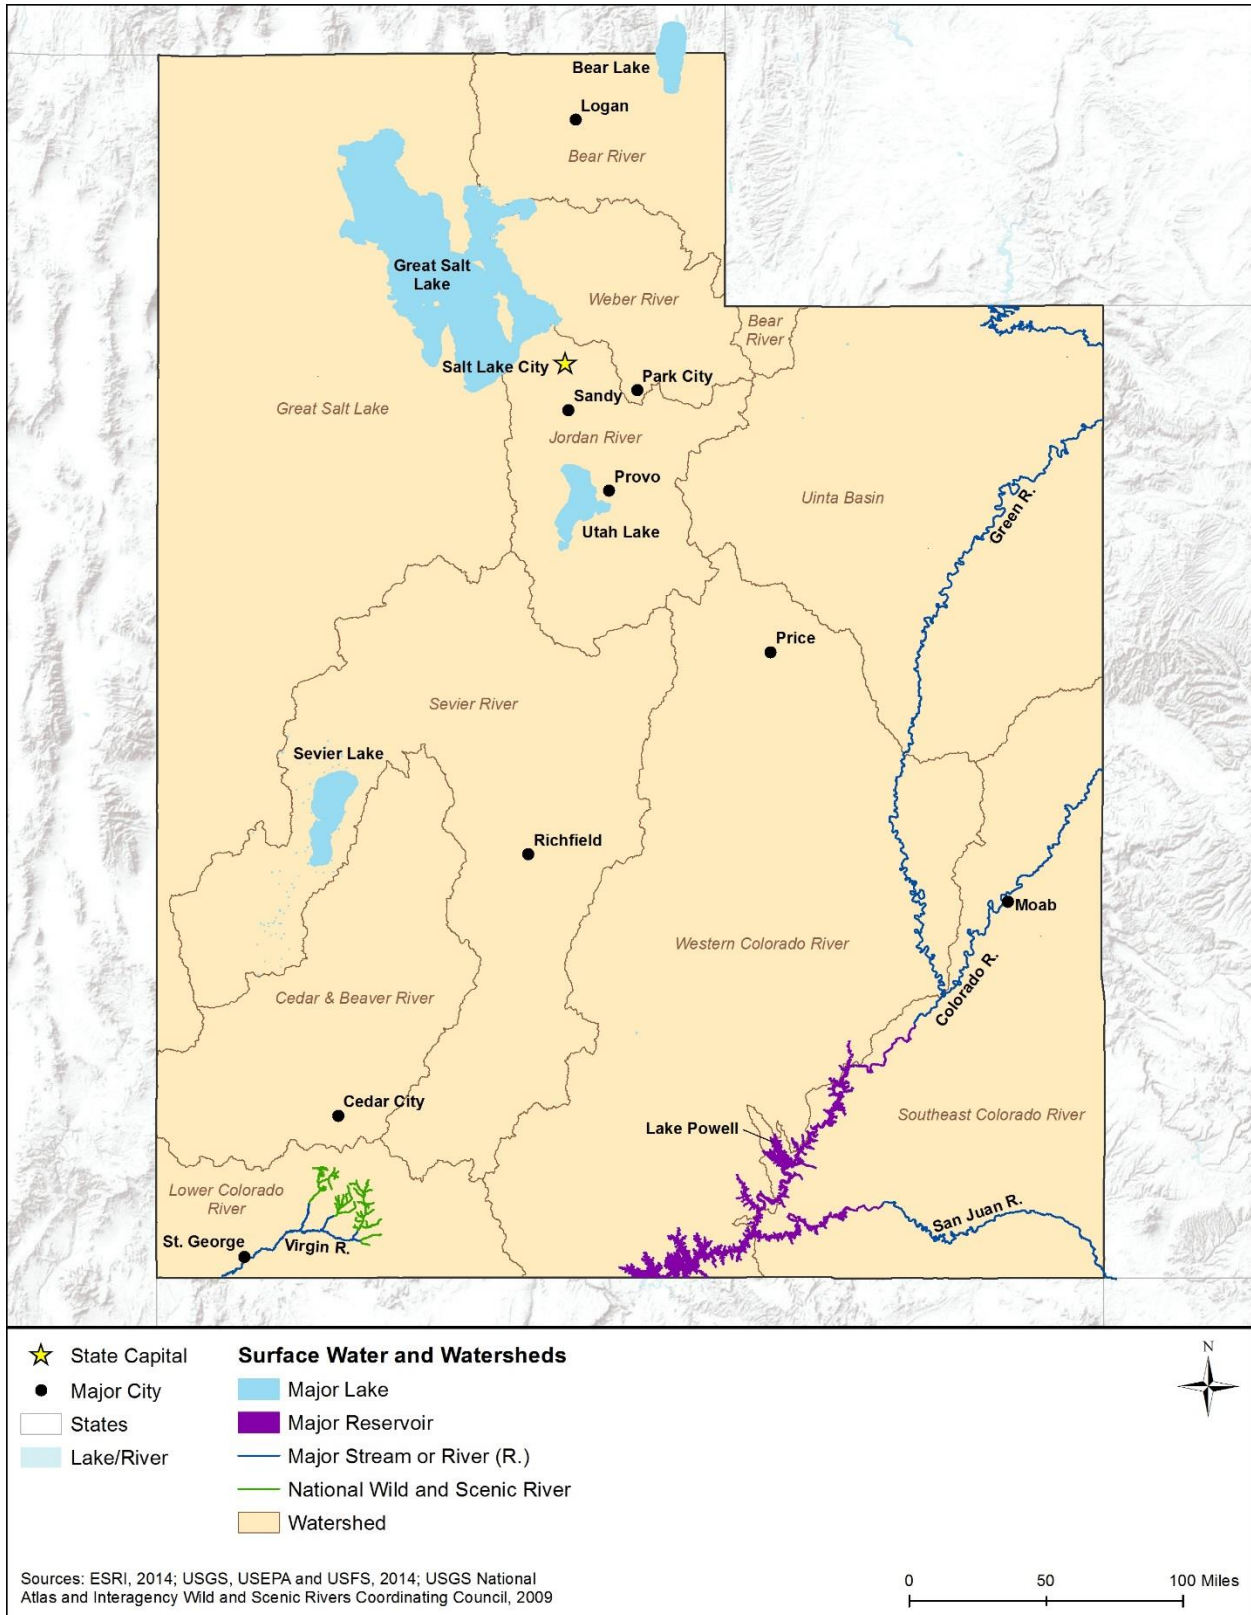 Bear Lake
Logan
Bear River
Great Salt
Lake
Weber River
Bear
River
Salt Lake City
Park City
Sandy
Great Salt Lake
Jordan River
Provo
Uinta Basin
Green R.
Utah Lake
Price
Sevier River
Sevier Lake
Richfield
Moab
Western Colorado River
Colorado R.
Cedar & Beaver River
Cedar City
Southeast Colorado River
Lake Powell
Lower Colorado
River
San Juan R.
St. George
Virgin R.
State Capital
Major City
States
Lake/River
Surface Water and Watersheds
Major Lake
Major Reservoir
Major Stream or River (R.)
National Wild and Scenic River
Watershed
N
Sources: ESRI, 2014; USGS, USEPA and USFS, 2014; USGS National
Atlas and Interagency Wild and Scenic Rivers Coordinating Council, 2009
0 50 100 Miles